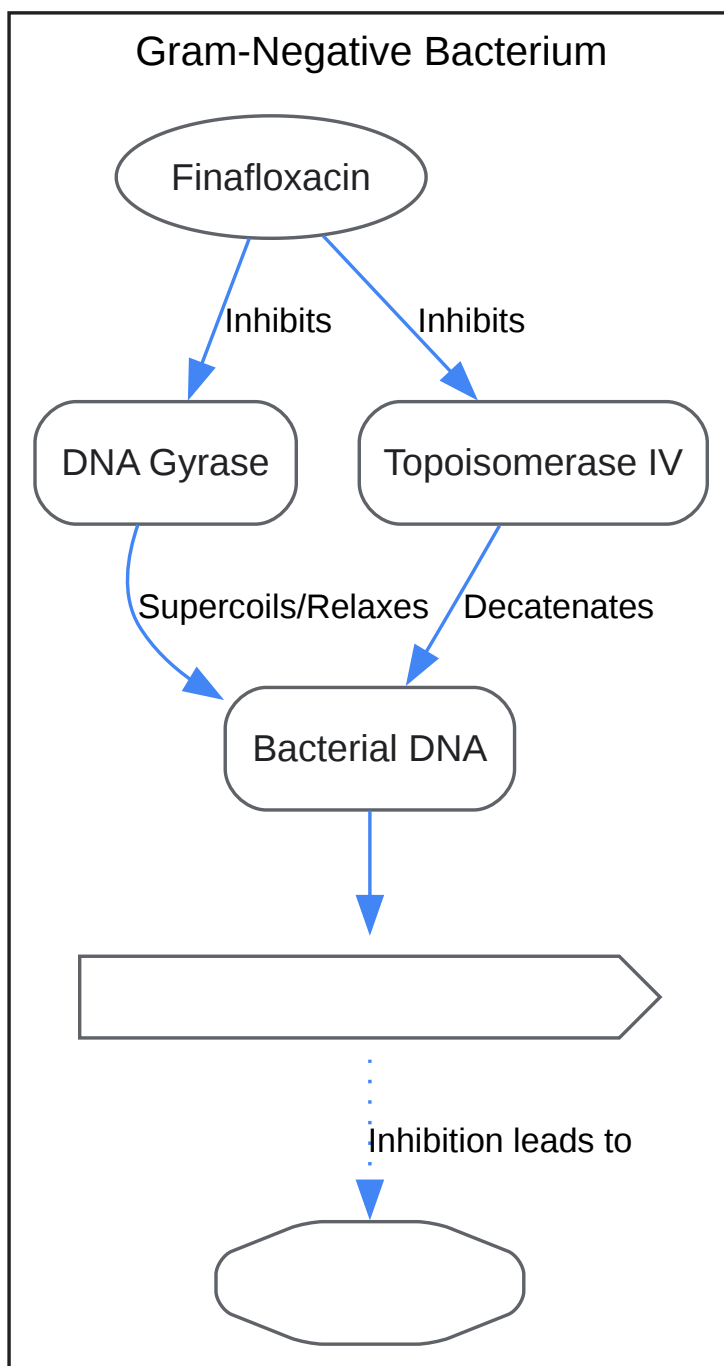 Gram-Negative Bacterium
Finafloxacin
Inhibits
Inhibits
DNA Gyrase
Topoisomerase IV
Supercoils/Relaxes
Decatenates
Bacterial DNA
Inhibition leads to